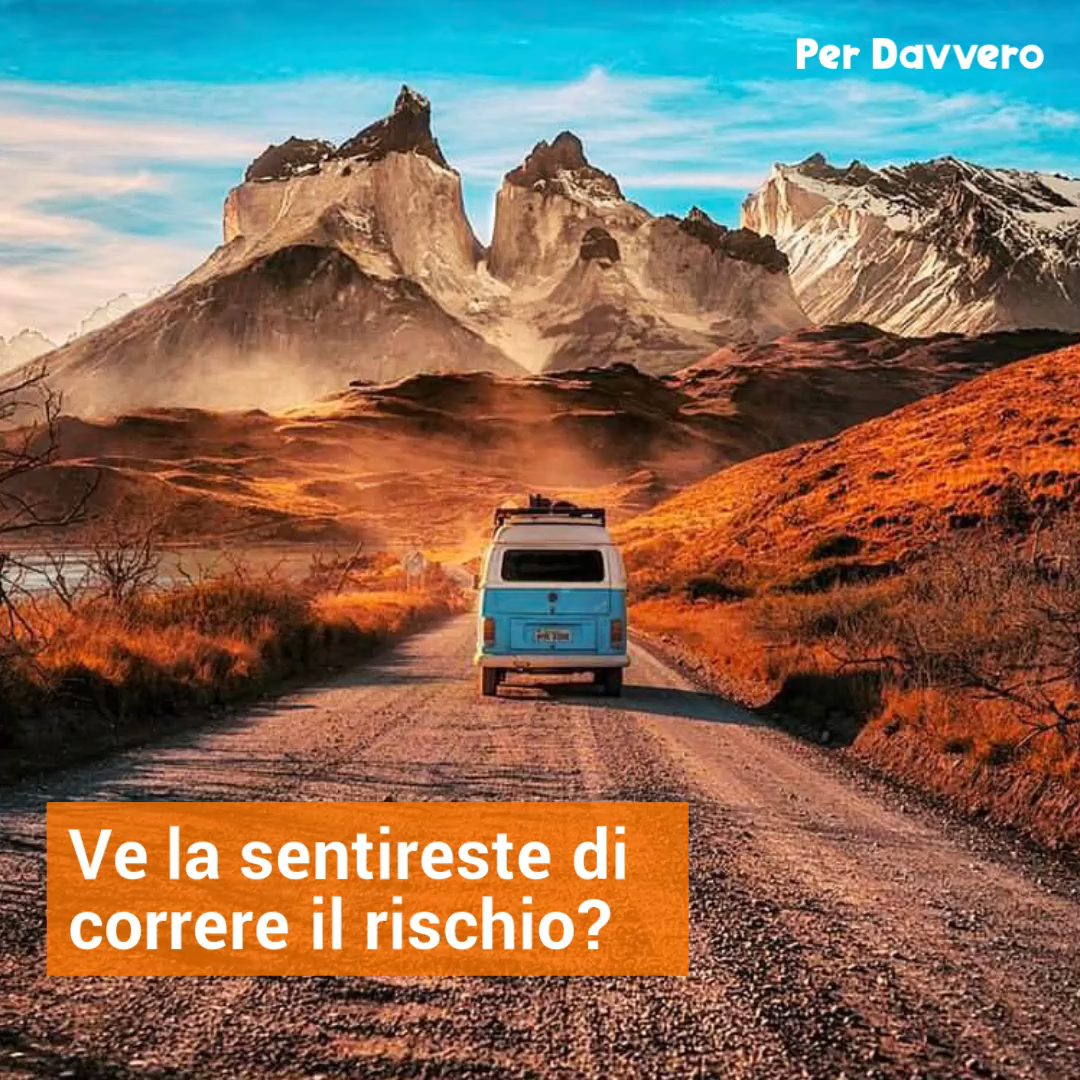 Per Davvero
Ve la sentireste di
correre il rischio?